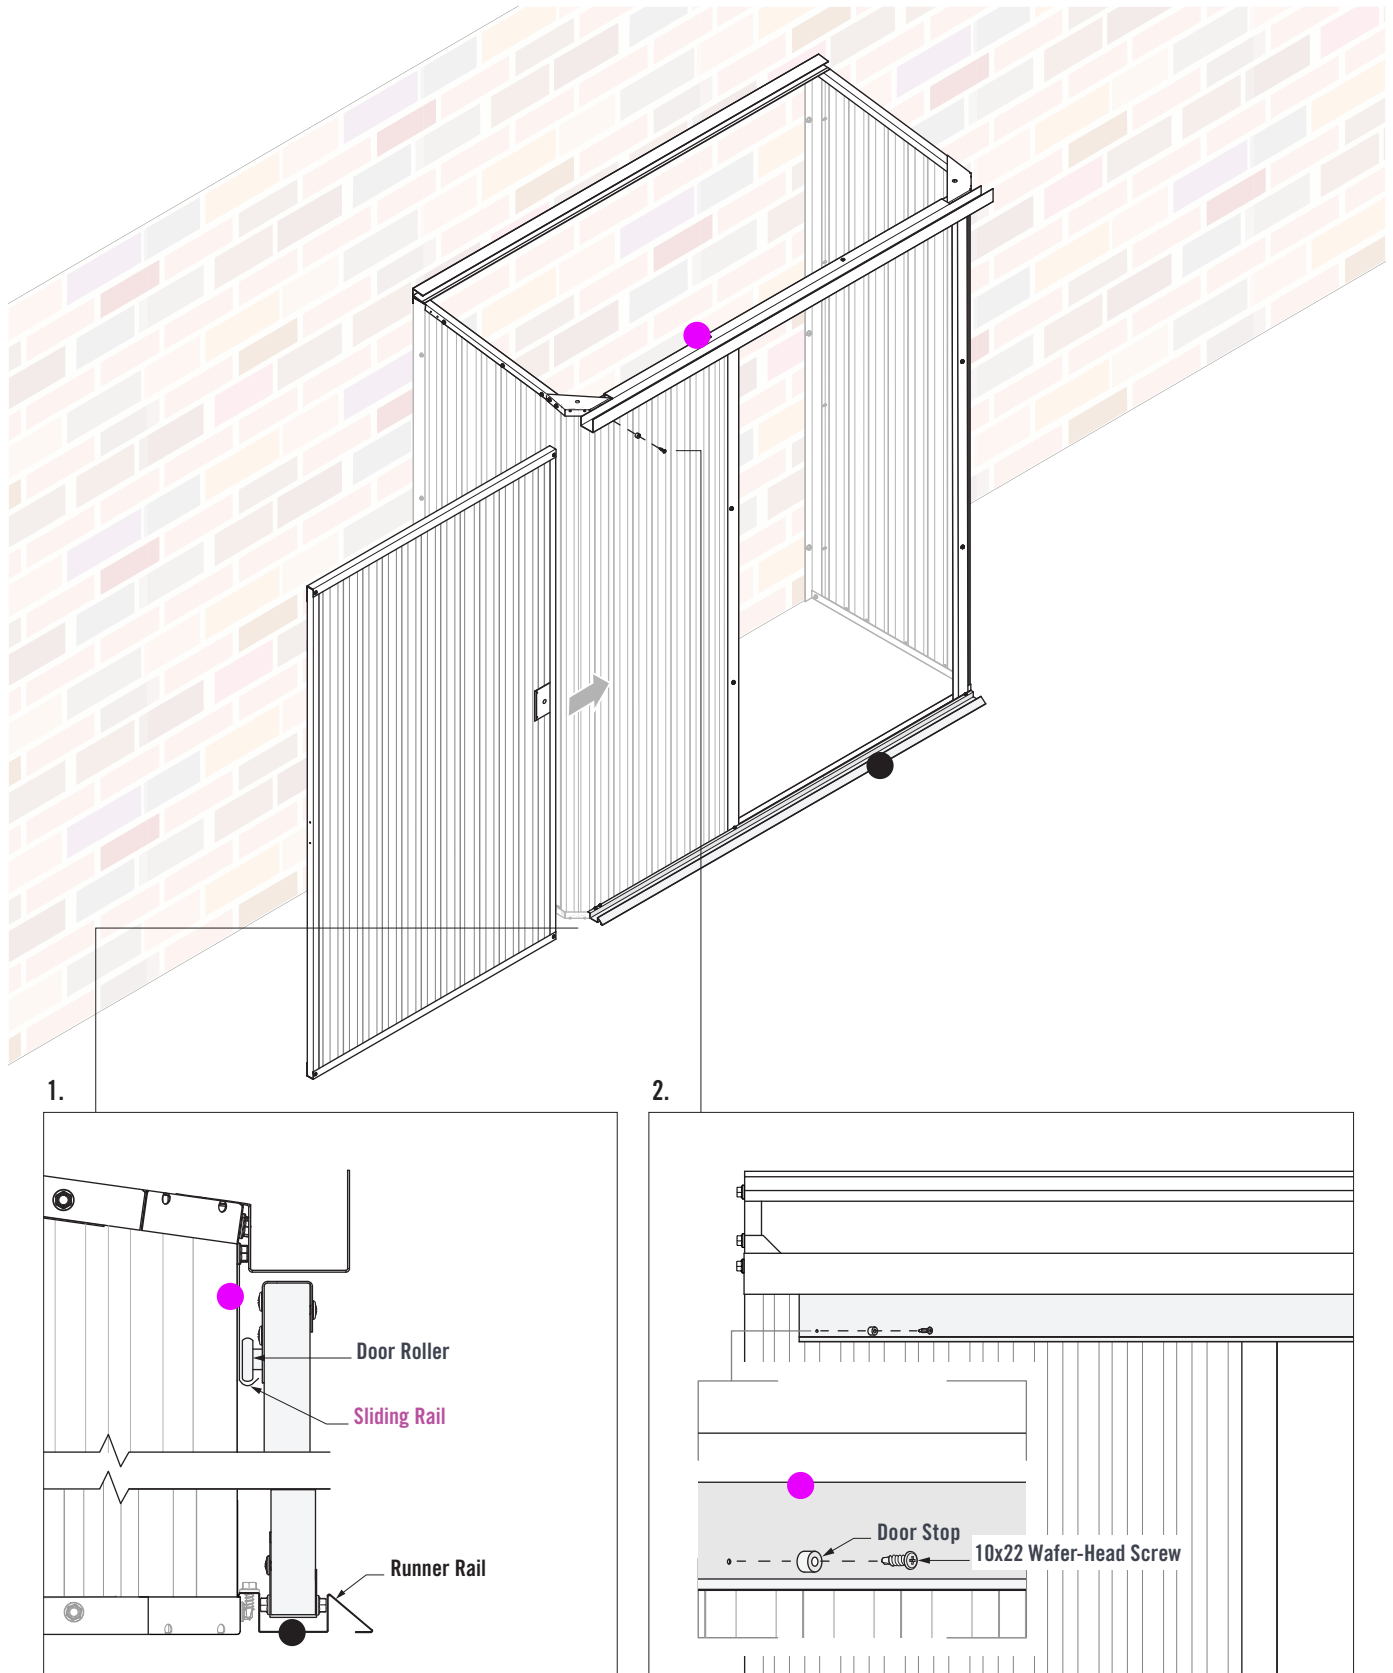 1.
2.
Door Roller
Sliding Rail
Runner Rail
Door Stop
10x22 Wafer-Head Screw